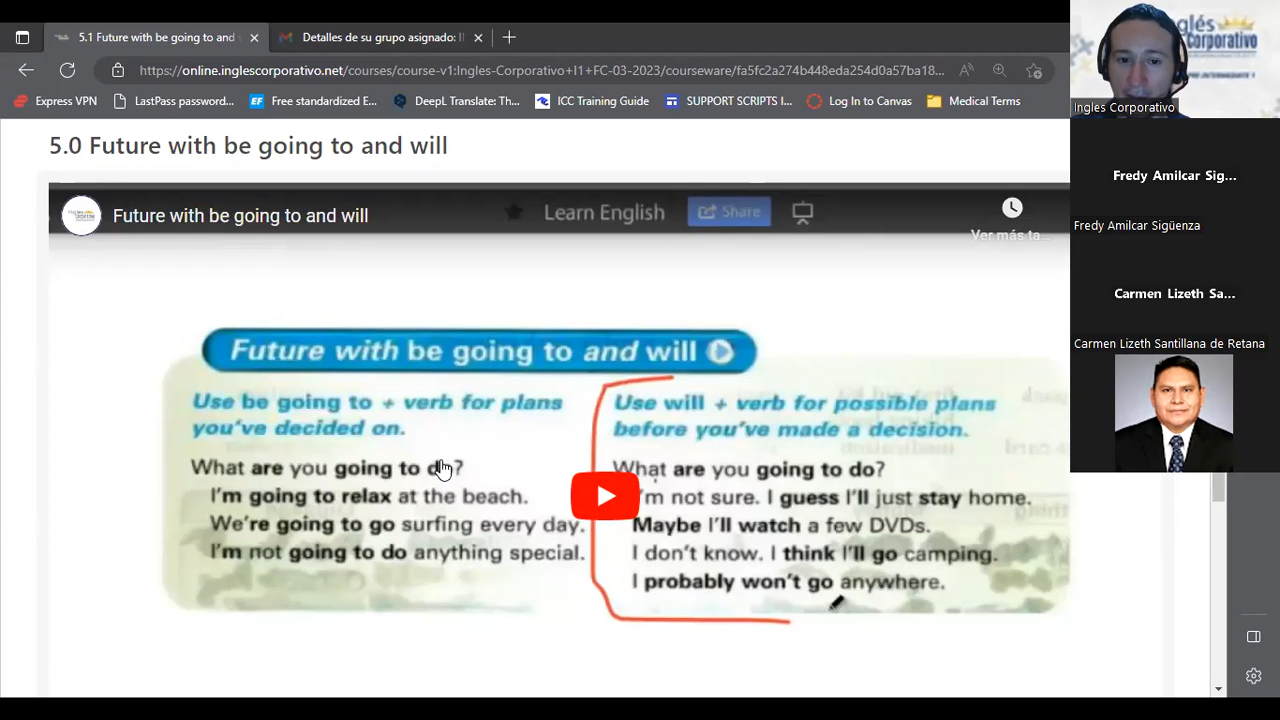 5.1 Future with be going to and
Detalles de su grupo asignado: II
https://online.inglescorporativo.net/courses/course-v1:Ingles-Corporativo+I1+FC-03-2023/courseware/fa5fc2a274b448eda254d0a57ba18...
Express VPN
LastPass password...
EF Free standardized E...
DeepL Translate: Th...
ICC Training Guide
SUPPORT SCRIPTS I...
Log In to Canvas
Medical Terms
5.0 Future with be going to and will
Future with be going to and will
Learn English
Share
Ver más ta...
Future with be going to and will
Use be going to + verb for plans
you've decided on.
What are you going to do?
I'm going to relax at the beach.
We're going to go surfing every day.
I'm not going to do anything special.
Use will + verb for possible plans
before you've made a decision.
What are you going to do?
I'm not sure. I guess I'll just stay home.
Maybe I'll watch a few DVDs.
I don't know. I think I'll go camping.
I probably won't go anywhere.
Inglés
corporativo
Ingles Corporativo
Fredy Amilcar Sig...
Fredy Amilcar Sigüenza
Carmen Lizeth Sa...
Carmen Lizeth Santillana de Retana